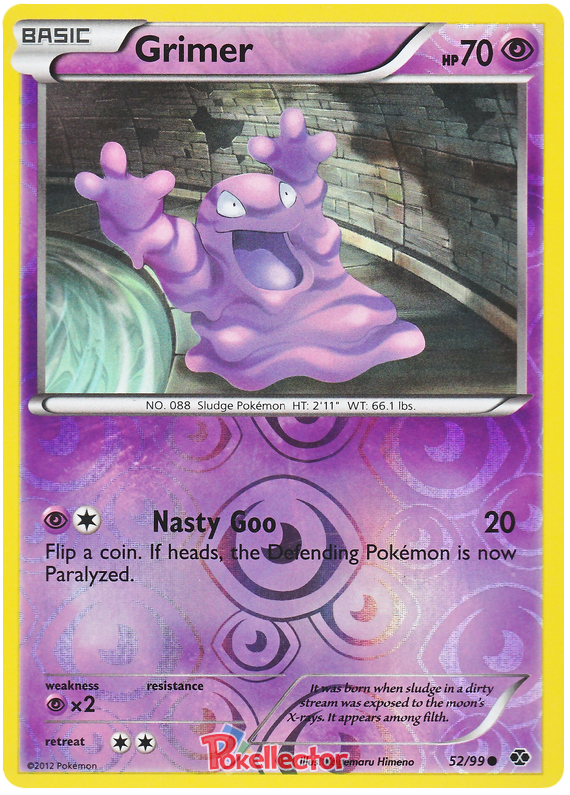 BASIC
Grimer
HP70
NO. 088 Sludge Pokémon HT: 2'11" WT: 66.1 lbs.
Nasty Goo 20
Flip a coin. If heads, the Defending Pokémon is now
Paralyzed.
weakness resistance
×2
It was born when sludge in a dirty
stream was exposed to the moon's
X-rays. It appears among filth.
retreat
©2012 Pokémon
Pokellector
Himeno
52/99